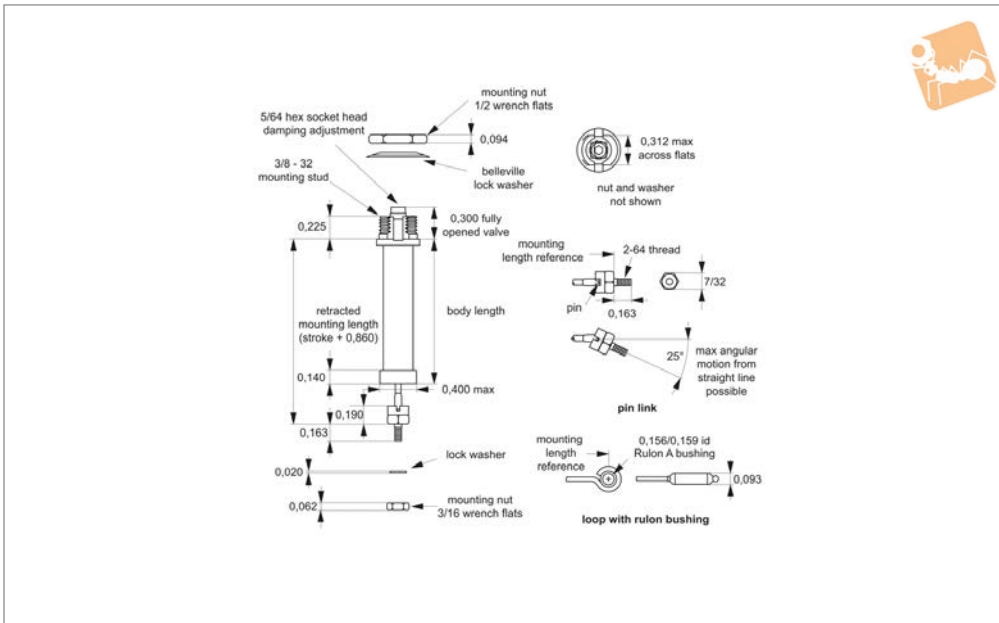 mounting nut
1/2 wrench flats
5/64 hex socket head
damping adjustment
0,094
0,312 max
across flats
3/8 - 32
mounting stud
belleville
lock washer
nut and washer
not shown
0,225
0,300 fully
opened valve
mounting
length reference
2-64 thread
7/32
pin
0,163
retracted
mounting length
(stroke + 0,860)
body length
25°
max angular
motion from
straight line
possible
0,140
0,400 max
pin link
0,190
0,163
mounting
length
reference
0,156/0,159 id
Rulon A bushing
lock washer
0,020
0,093
0,062
mounting nut
3/16 wrench flats
loop with rulon bushing